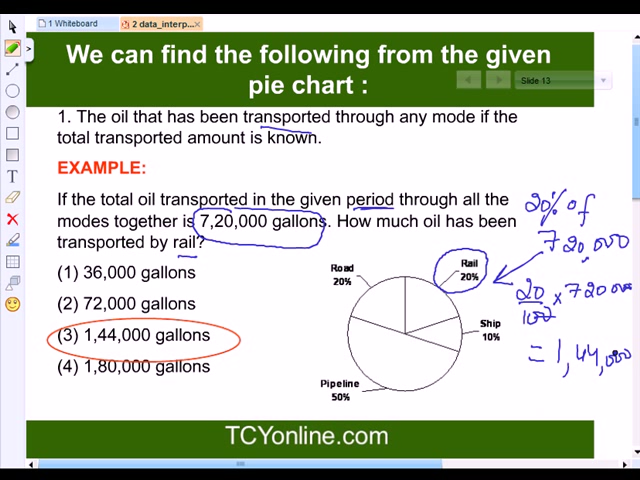 1 Whiteboard
2 data_interp...
We can find the following from the given
pie chart :
Slide 13
1. The oil that has been transported through any mode if the
total transported amount is known.
EXAMPLE:
If the total oil transported in the given period through all the
modes together is 7,20,000 gallons. How much oil has been
transported by rail?
(1) 36,000 gallons
(2) 72,000 gallons
(3) 1,44,000 gallons
(4) 1,80,000 gallons
Road
20%
Rail
20%
Ship
10%
Pipeline
50%
20% of
720,000
20/100 × 720000
= 1,44,000
TCYonline.com